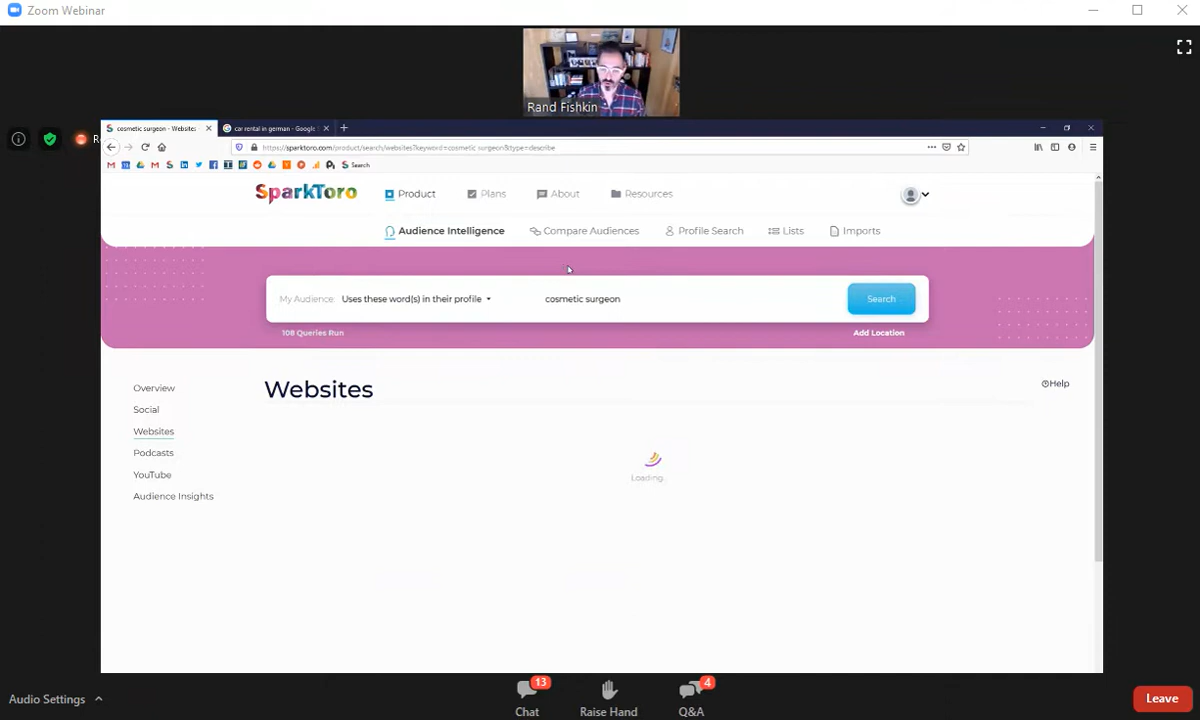 Zoom Webinar
Rand Fishkin
R
cosmetic surgeon - Websites
car rental in german - Google S
https://sparktoro.com/product/search/websites?keyword=cosmetic surgeon&type=describe
Search
SparkToro
Product
Plans
About
Resources
Audience Intelligence
Compare Audiences
Profile Search
Lists
Imports
My Audience:
Uses these word(s) in their profile
cosmetic surgeon
Search
108 Queries Run
Add Location
Overview
Social
Websites
Podcasts
YouTube
Audience Insights
Websites
Help
Loading.
Audio Settings
13
Chat
Raise Hand
4
Q&A
Leave